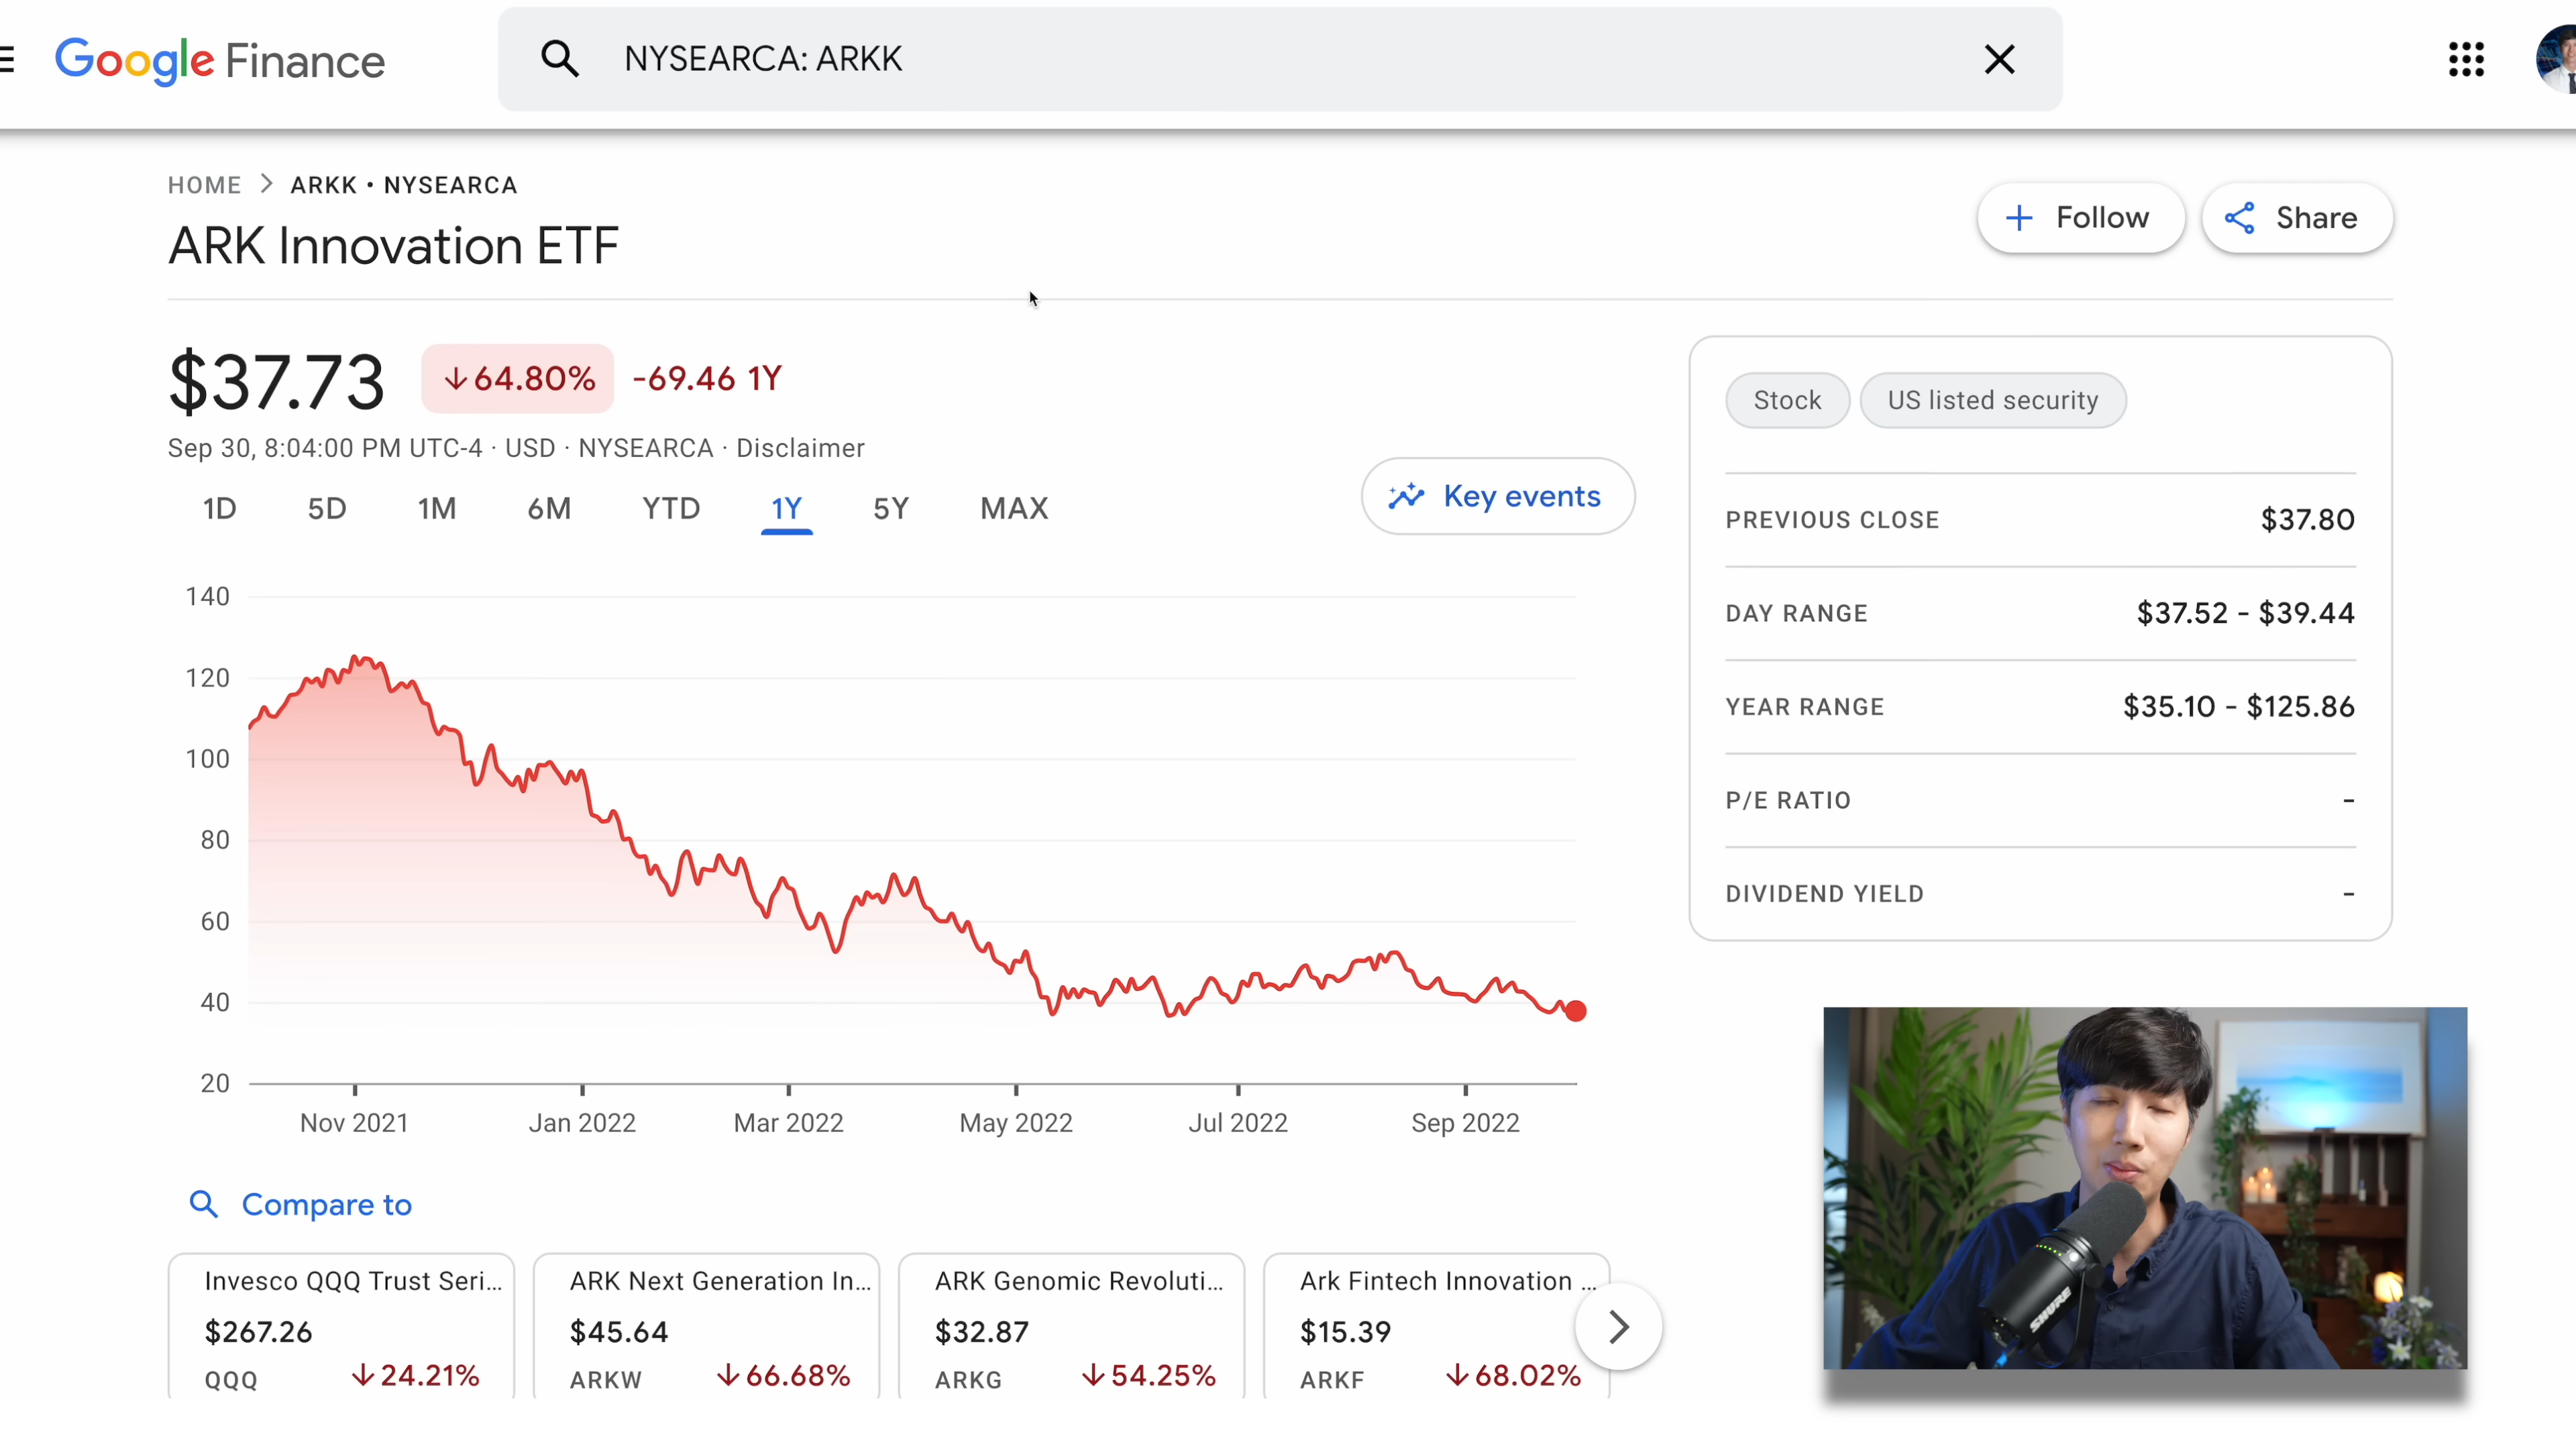 Google Finance
NYSEARCA: ARKK
HOME > ARKK • NYSEARCA
ARK Innovation ETF
Follow
Share
$37.73
↓64.80%
-69.46 1Y
Sep 30, 8:04:00 PM UTC-4 · USD · NYSEARCA · Disclaimer
1D 5D 1M 6M YTD 1Y 5Y MAX
Key events
140
120
100
80
60
40
20
Nov 2021 Jan 2022 Mar 2022 May 2022 Jul 2022 Sep 2022
Stock
US listed security
PREVIOUS CLOSE $37.80
DAY RANGE $37.52 - $39.44
YEAR RANGE $35.10 - $125.86
P/E RATIO -
DIVIDEND YIELD -
Compare to
Invesco QQQ Trust Seri...
$267.26
QQQ ↓24.21%
ARK Next Generation In...
$45.64
ARKW ↓66.68%
ARK Genomic Revoluti...
$32.87
ARKG ↓54.25%
Ark Fintech Innovation ...
$15.39
ARKF ↓68.02%
SHURE